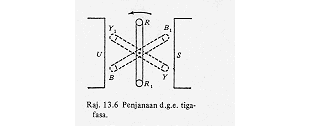 Y₁ R B₁
U S
B R₁ Y
Raj. 13.6 Penjanaan d.g.e. tiga-
fasa.